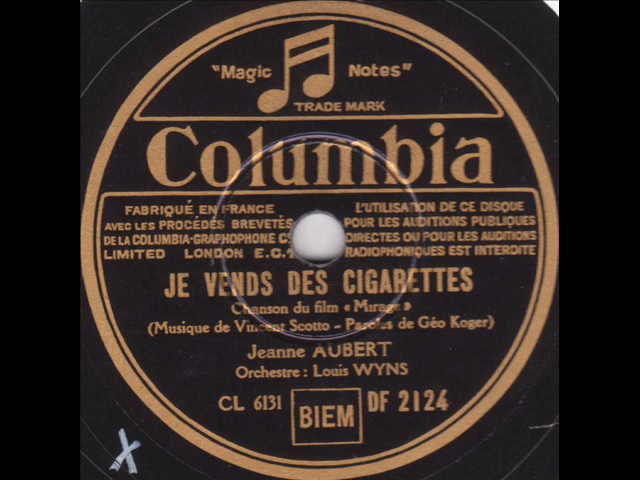 "Magic Notes"
TRADE MARK
Columbia
FABRIQUÉ EN FRANCE
AVEC LES PROCÉDÉS BREVETÉS
DE LA COLUMBIA-GRAPHOPHONE
LIMITED LONDON E.C.1
L'UTILISATION DE CE DISQUE
POUR LES AUDITIONS PUBLIQUES
DIRECTES OU POUR LES AUDITIONS
RADIOPHONIQUES EST INTERDITE
JE VENDS DES CIGARETTES
Chanson du film « Mirage »
(Musique de Vincent Scotto - Paroles de Géo Koger)
Jeanne AUBERT
Orchestre : Louis WYNS
CL 6131 BIEM DF 2124
X